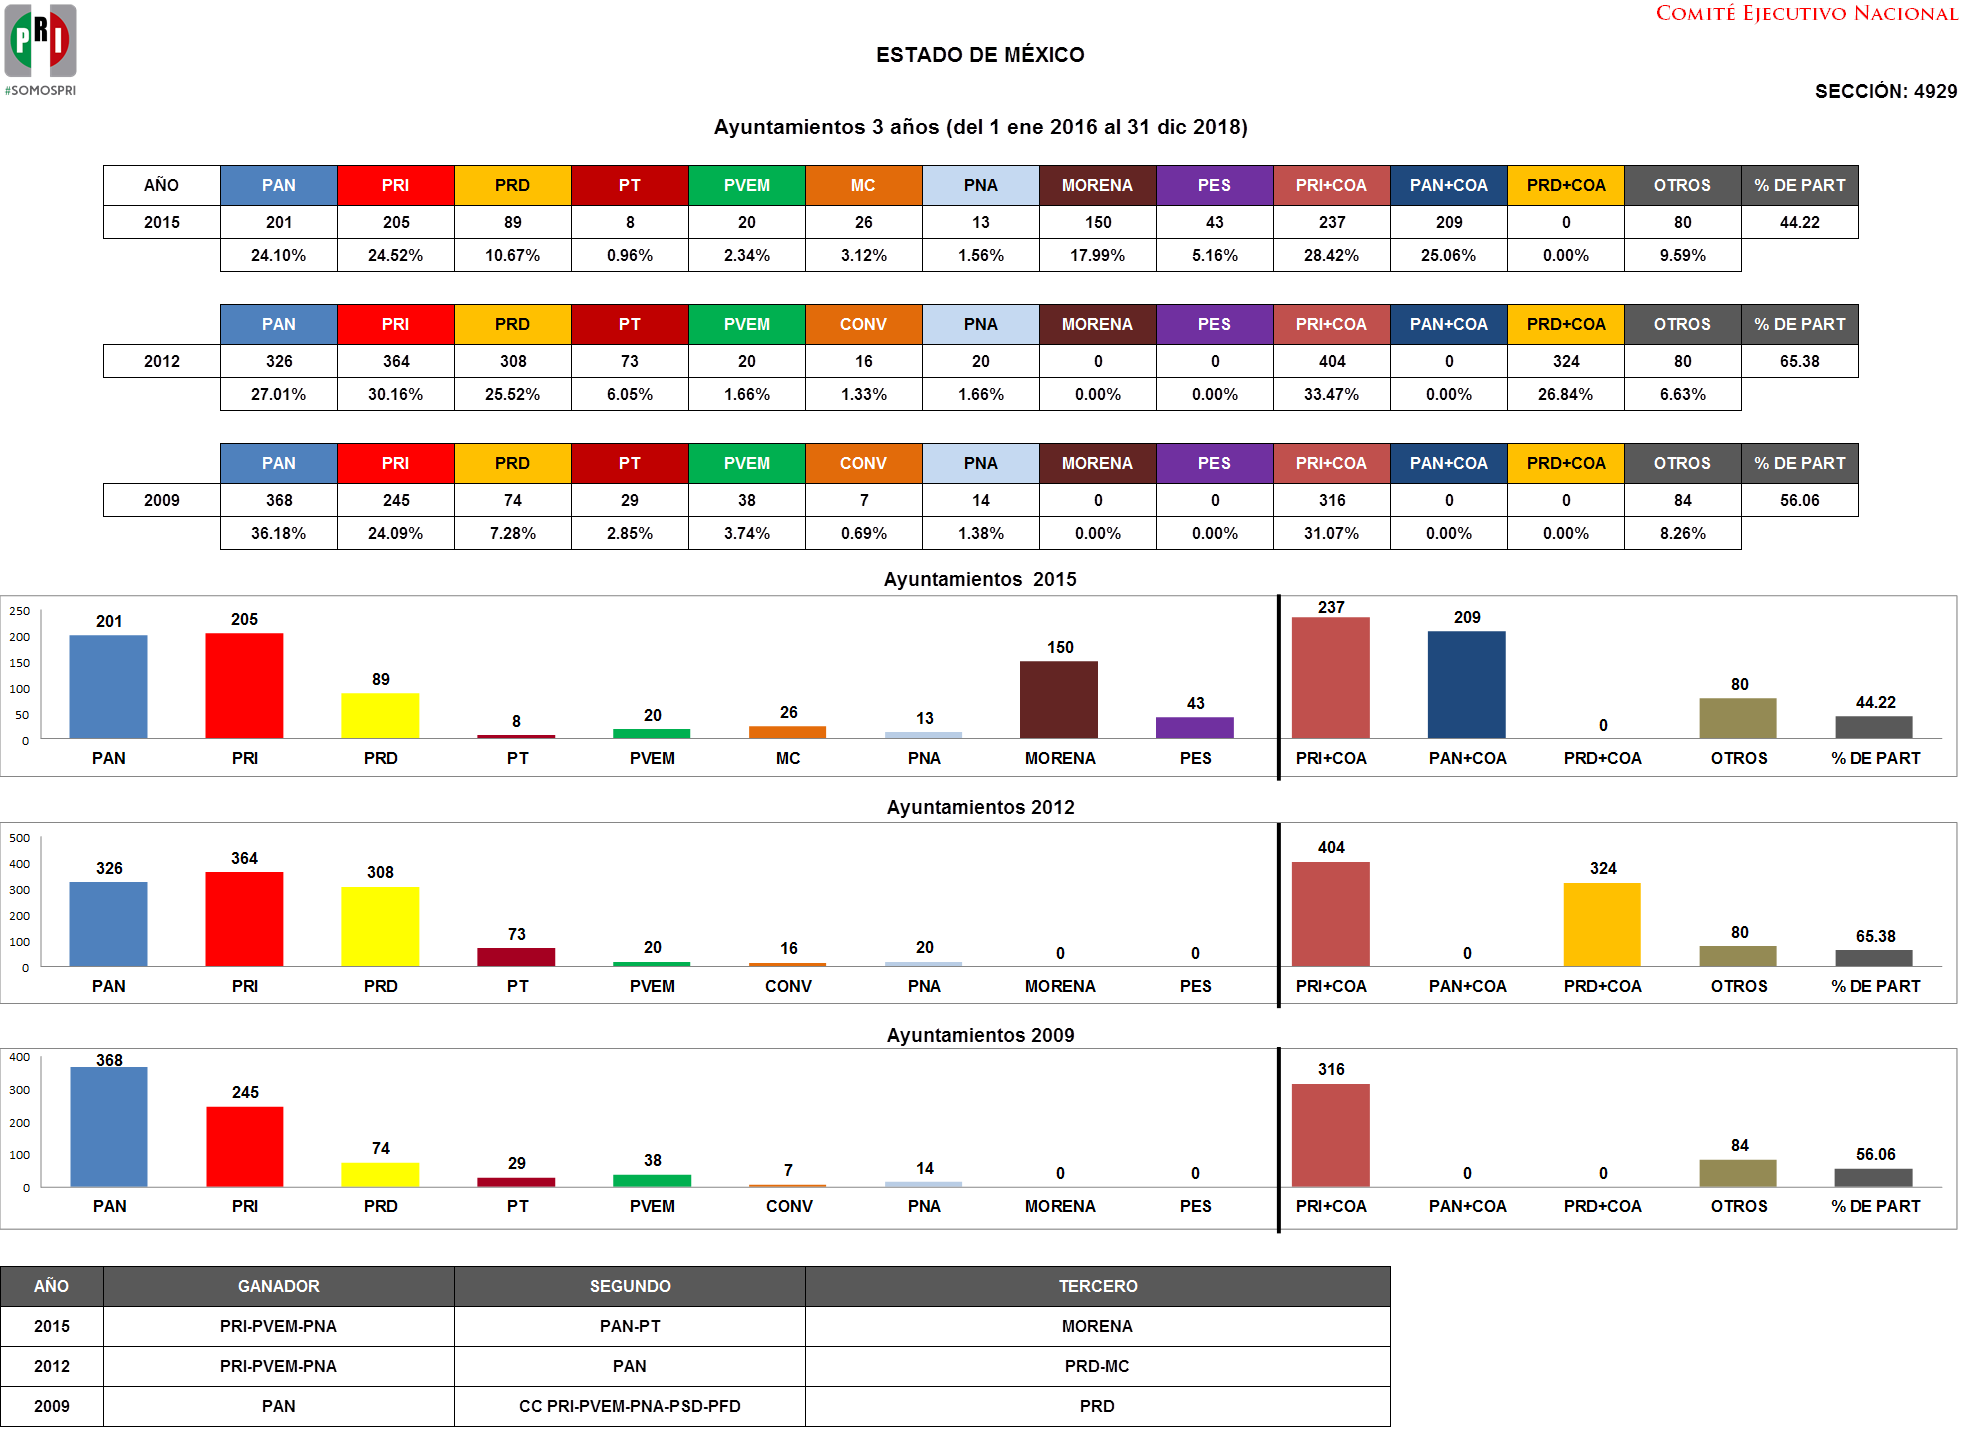 PRI
#SOMOSPRI
COMITÉ EJECUTIVO NACIONAL
ESTADO DE MÉXICO
SECCIÓN: 4929
Ayuntamientos 3 años (del 1 ene 2016 al 31 dic 2018)
AÑO PAN PRI PRD PT PVEM MC PNA MORENA PES PRI+COA PAN+COA PRD+COA OTROS % DE PART
2015 201 205 89 8 20 26 13 150 43 237 209 0 80 44.22
24.10% 24.52% 10.67% 0.96% 2.34% 3.12% 1.56% 17.99% 5.16% 28.42% 25.06% 0.00% 9.59%
PAN PRI PRD PT PVEM CONV PNA MORENA PES PRI+COA PAN+COA PRD+COA OTROS % DE PART
2012 326 364 308 73 20 16 20 0 0 404 0 324 80 65.38
27.01% 30.16% 25.52% 6.05% 1.66% 1.33% 1.66% 0.00% 0.00% 33.47% 0.00% 26.84% 6.63%
PAN PRI PRD PT PVEM CONV PNA MORENA PES PRI+COA PAN+COA PRD+COA OTROS % DE PART
2009 368 245 74 29 38 7 14 0 0 316 0 0 84 56.06
36.18% 24.09% 7.28% 2.85% 3.74% 0.69% 1.38% 0.00% 0.00% 31.07% 0.00% 0.00% 8.26%
Ayuntamientos 2015
250
200
150
100
50
0
201 205 89 8 20 26 13 150 43 237 209 0 80 44.22
PAN PRI PRD PT PVEM MC PNA MORENA PES PRI+COA PAN+COA PRD+COA OTROS % DE PART
Ayuntamientos 2012
500
400
300
200
100
0
326 364 308 73 20 16 20 0 0 404 0 324 80 65.38
PAN PRI PRD PT PVEM CONV PNA MORENA PES PRI+COA PAN+COA PRD+COA OTROS % DE PART
Ayuntamientos 2009
400
300
200
100
0
368 245 74 29 38 7 14 0 0 316 0 0 84 56.06
PAN PRI PRD PT PVEM CONV PNA MORENA PES PRI+COA PAN+COA PRD+COA OTROS % DE PART
AÑO GANADOR SEGUNDO TERCERO
2015 PRI-PVEM-PNA PAN-PT MORENA
2012 PRI-PVEM-PNA PAN PRD-MC
2009 PAN CC PRI-PVEM-PNA-PSD-PFD PRD